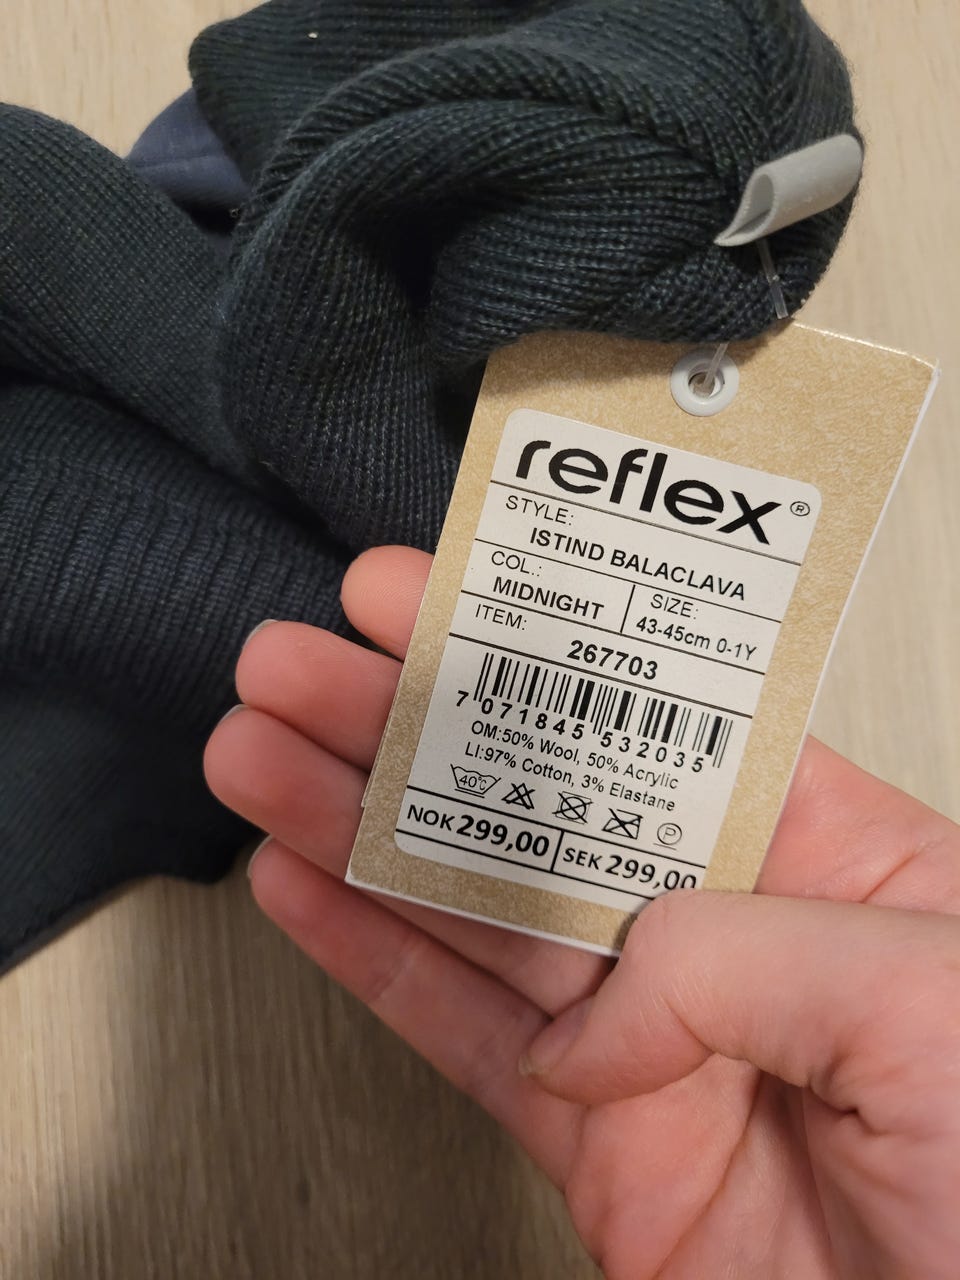 reflex®
STYLE:
ISTIND BALACLAVA
COL.:
MIDNIGHT
SIZE:
43-45cm 0-1Y
ITEM:
267703
7 071845 532035
OM:50% Wool, 50% Acrylic
LI:97% Cotton, 3% Elastane
40°C
P
NOK 299,00
SEK 299,00